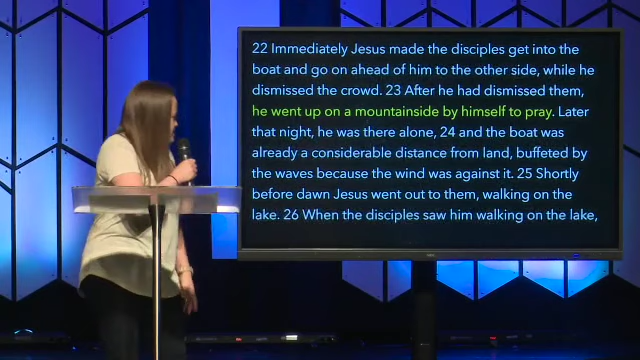 22 Immediately Jesus made the disciples get into the
boat and go on ahead of him to the other side, while he
dismissed the crowd. 23 After he had dismissed them,
he went up on a mountainside by himself to pray. Later
that night, he was there alone, 24 and the boat was
already a considerable distance from land, buffeted by
the waves because the wind was against it. 25 Shortly
before dawn Jesus went out to them, walking on the
lake. 26 When the disciples saw him walking on the lake,